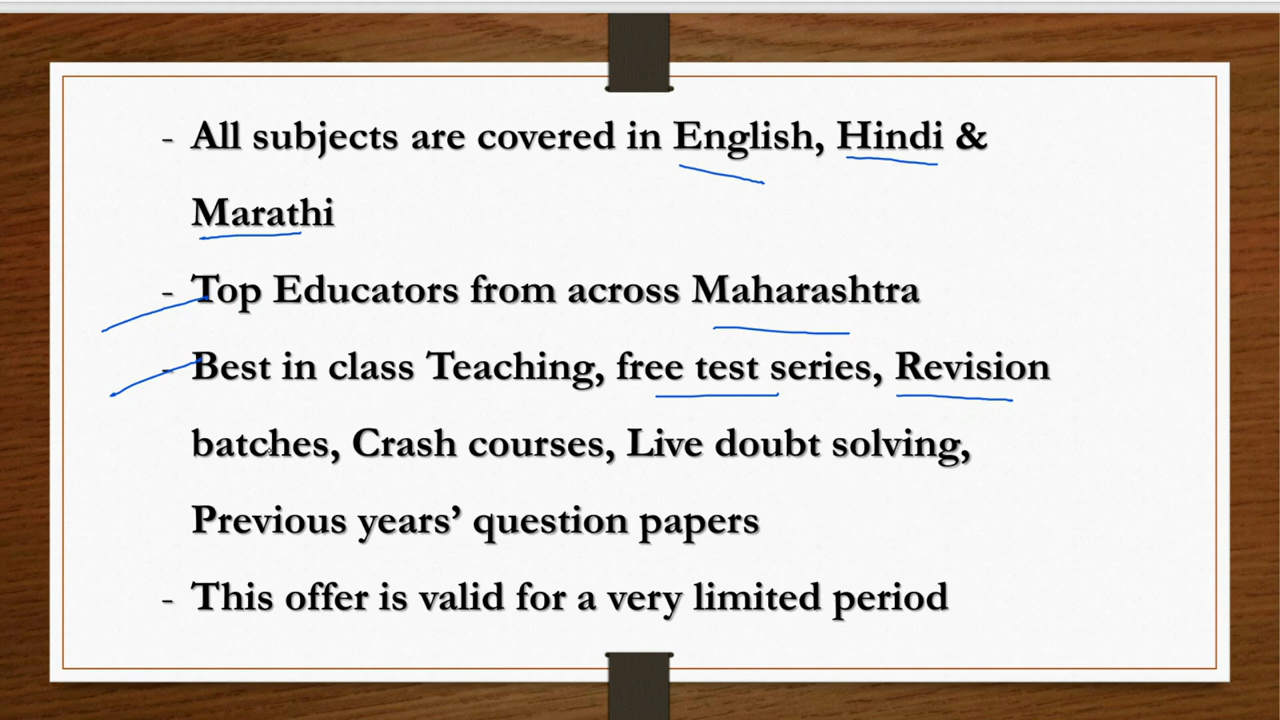 - All subjects are covered in English, Hindi &
Marathi
- Top Educators from across Maharashtra
- Best in class Teaching, free test series, Revision
batches, Crash courses, Live doubt solving,
Previous years’ question papers
- This offer is valid for a very limited period